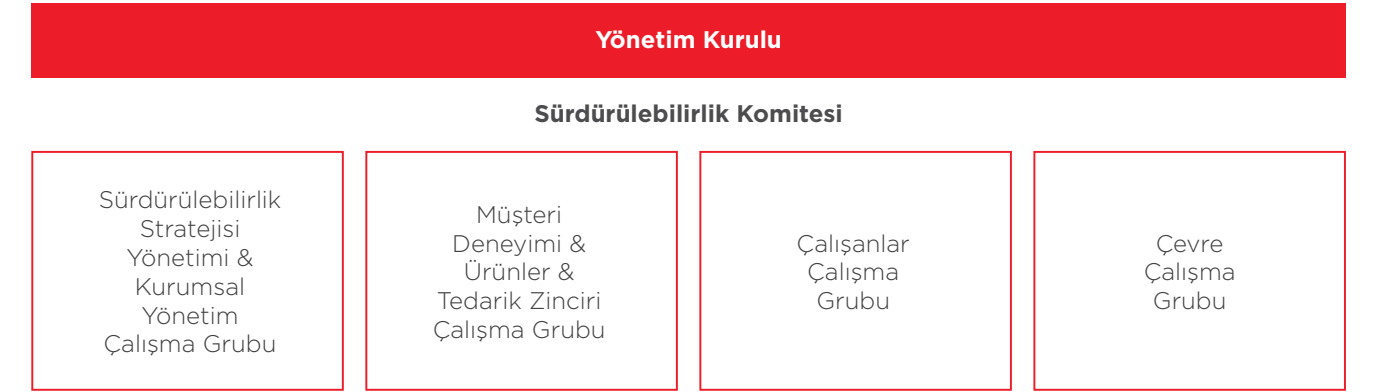 Yönetim Kurulu
Sürdürülebilirlik Komitesi
Sürdürülebilirlik
Stratejisi
Yönetimi &
Kurumsal
Yönetim
Çalışma Grubu
Müşteri
Deneyimi &
Ürünler &
Tedarik Zinciri
Çalışma Grubu
Çalışanlar
Çalışma
Grubu
Çevre
Çalışma
Grubu